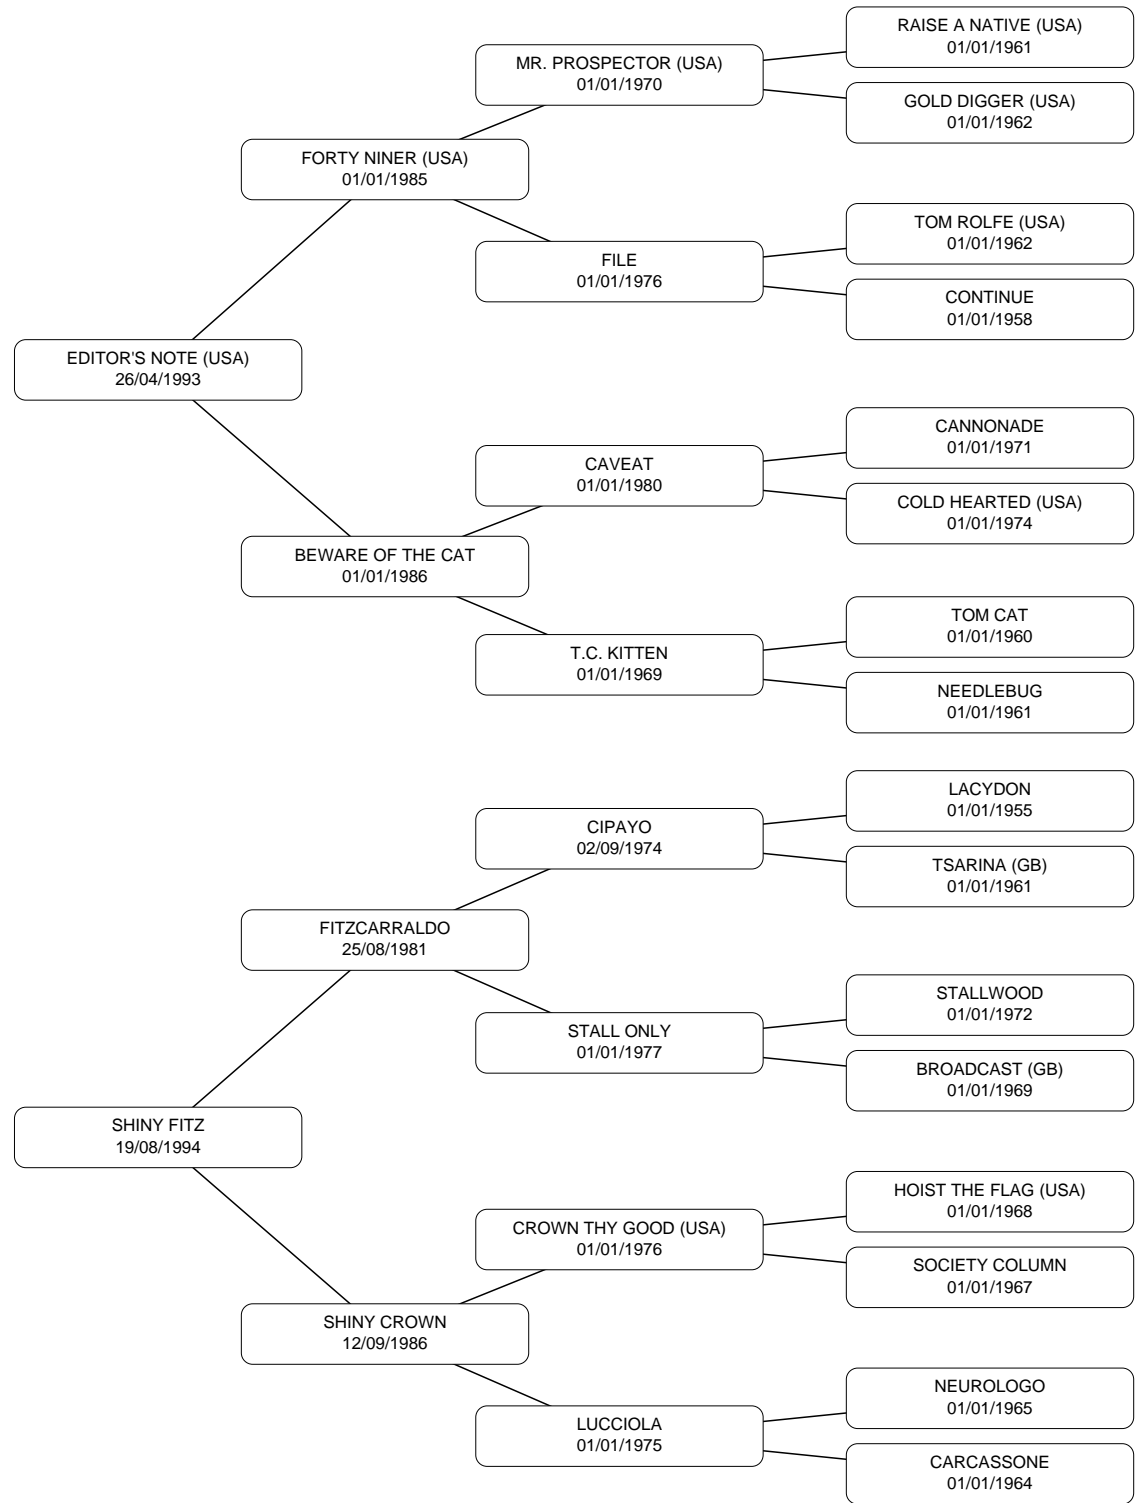 RAISE A NATIVE (USA)
01/01/1961
MR. PROSPECTOR (USA)
01/01/1970
GOLD DIGGER (USA)
01/01/1962
FORTY NINER (USA)
01/01/1985
TOM ROLFE (USA)
01/01/1962
FILE
01/01/1976
CONTINUE
01/01/1958
EDITOR'S NOTE (USA)
26/04/1993
CANNONADE
01/01/1971
CAVEAT
01/01/1980
COLD HEARTED (USA)
01/01/1974
BEWARE OF THE CAT
01/01/1986
TOM CAT
01/01/1960
T.C. KITTEN
01/01/1969
NEEDLEBUG
01/01/1961
LACYDON
01/01/1955
CIPAYO
02/09/1974
TSARINA (GB)
01/01/1961
FITZCARRALDO
25/08/1981
STALLWOOD
01/01/1972
STALL ONLY
01/01/1977
BROADCAST (GB)
01/01/1969
SHINY FITZ
19/08/1994
HOIST THE FLAG (USA)
01/01/1968
CROWN THY GOOD (USA)
01/01/1976
SOCIETY COLUMN
01/01/1967
SHINY CROWN
12/09/1986
NEUROLOGO
01/01/1965
LUCCIOLA
01/01/1975
CARCASSONE
01/01/1964